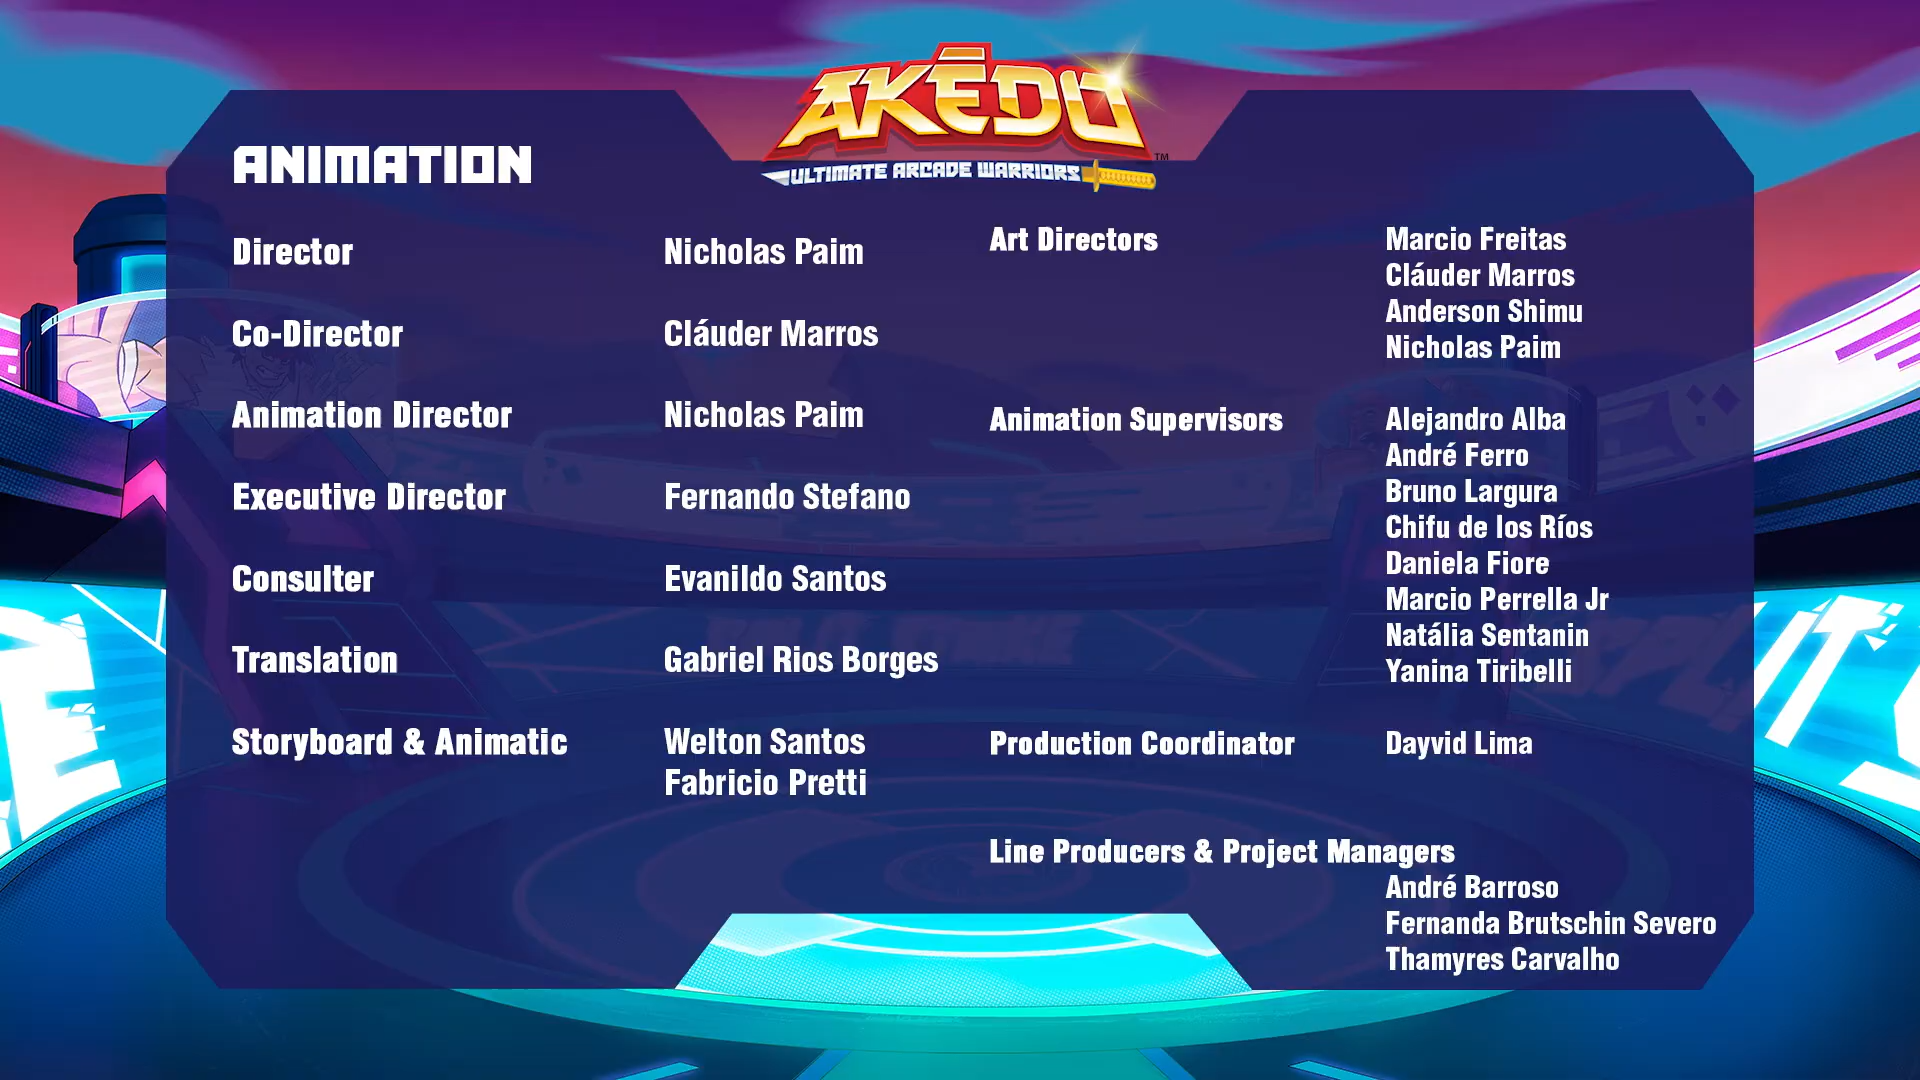 AKĒDO
™
ULTIMATE ARCADE WARRIORS
ANIMATION
Director
Nicholas Paim
Co-Director
Cláuder Marros
Animation Director
Nicholas Paim
Executive Director
Fernando Stefano
Consulter
Evanildo Santos
Translation
Gabriel Rios Borges
Storyboard & Animatic
Welton Santos
Fabricio Pretti
Art Directors
Marcio Freitas
Cláuder Marros
Anderson Shimu
Nicholas Paim
Animation Supervisors
Alejandro Alba
André Ferro
Bruno Largura
Chifu de los Ríos
Daniela Fiore
Marcio Perrella Jr
Natália Sentanin
Yanina Tiribelli
Production Coordinator
Dayvid Lima
Line Producers & Project Managers
André Barroso
Fernanda Brutschin Severo
Thamyres Carvalho